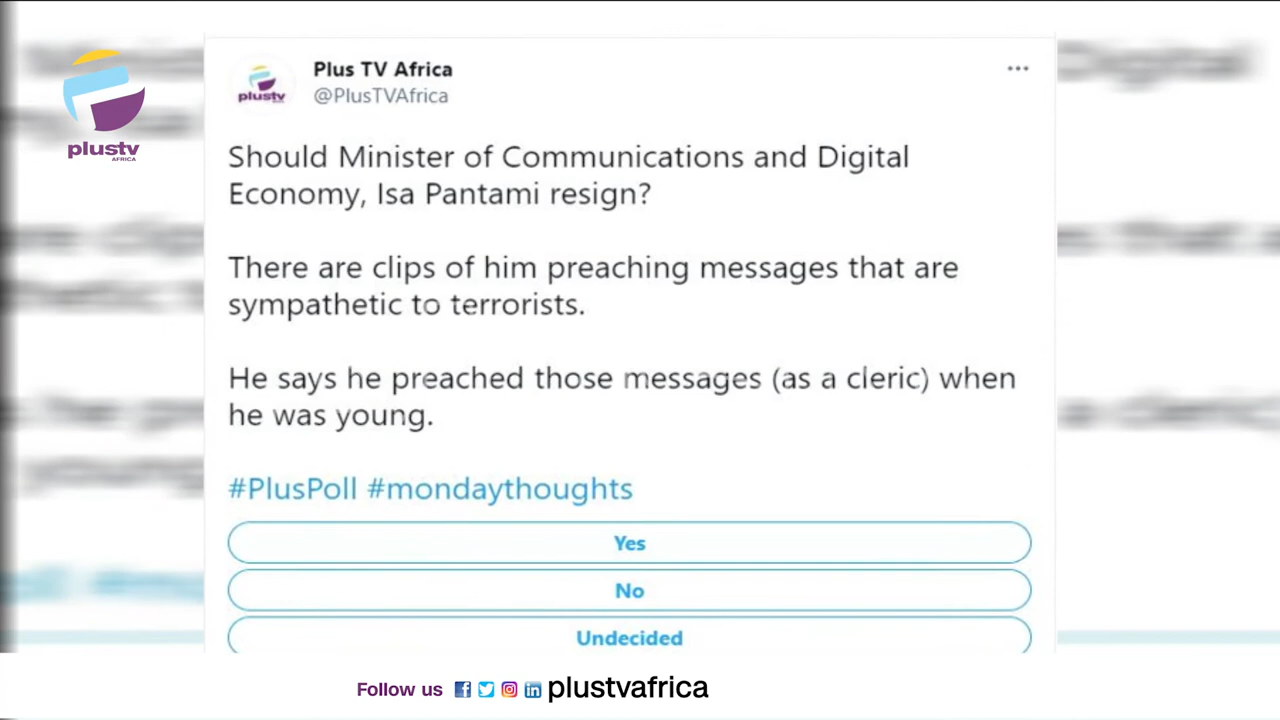 plustv
AFRICA
plustv
Plus TV Africa
@PlusTVAfrica
Should Minister of Communications and Digital
Economy, Isa Pantami resign?
There are clips of him preaching messages that are
sympathetic to terrorists.
He says he preached those messages (as a cleric) when
he was young.
#PlusPoll #mondaythoughts
Yes
No
Undecided
Follow us plustvafrica